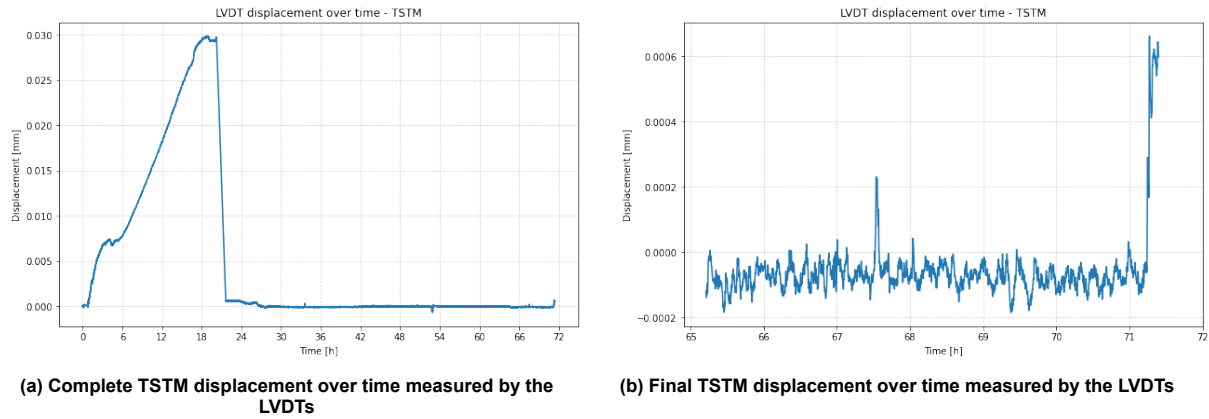 LVDT displacement over time - TSTM
0.030
0.025
0.020
0.015
0.010
0.005
0.000
Displacement [mm]
0 6 12 18 24 30 36 42 48 54 60 66 72
Time [h]
(a) Complete TSTM displacement over time measured by the
LVDTs
LVDT displacement over time - TSTM
0.0006
0.0004
0.0002
0.0000
−0.0002
Displacement [mm]
65 66 67 68 69 70 71 72
Time [h]
(b) Final TSTM displacement over time measured by the LVDTs